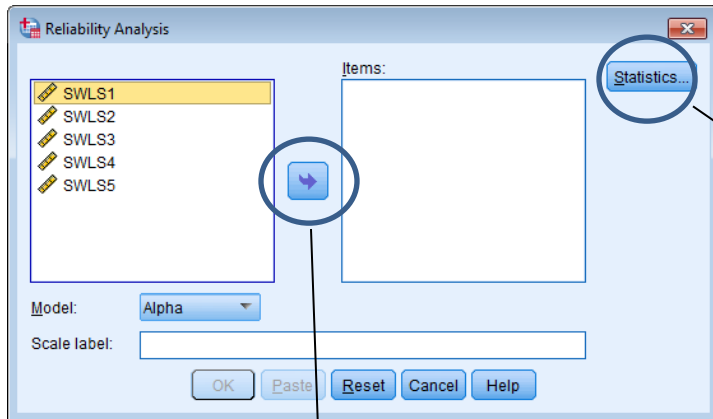 Reliability Analysis
Items:
Statistics...
SWLS1
SWLS2
SWLS3
SWLS4
SWLS5
Model:
Alpha
Scale label:
OK Paste Reset Cancel Help